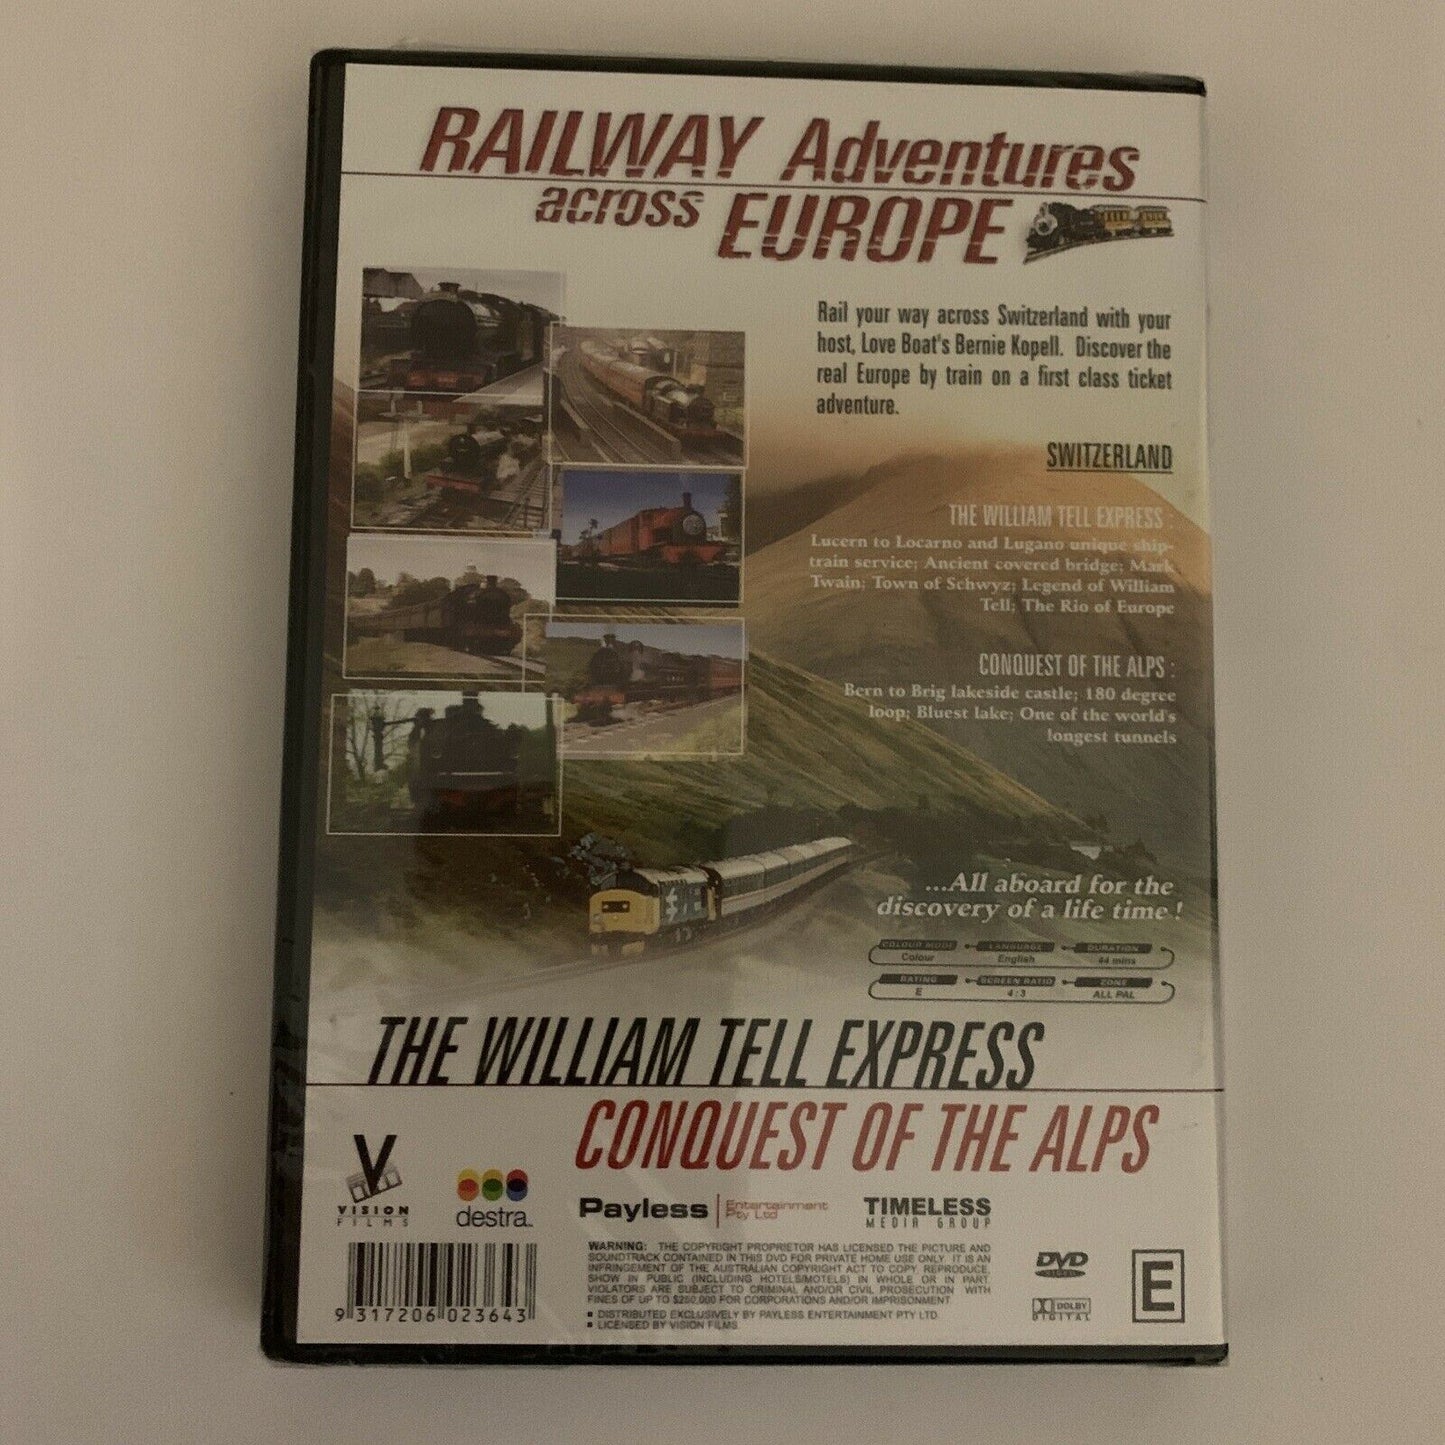 RAILWAY Adventures
across EUROPE
Rail your way across Switzerland with your
host, Love Boat's Bernie Kopell. Discover the
real Europe by train on a first class ticket
adventure.
SWITZERLAND
THE WILLIAM TELL EXPRESS :
Lucern to Locarno and Lugano unique ship-
train service; Ancient covered bridge; Mark
Twain; Town of Schwyz; Legend of William
Tell; The Rio of Europe
CONQUEST OF THE ALPS :
Bern to Brig lakeside castle; 180 degree
loop; Bluest lake; One of the world's
longest tunnels
...All aboard for the
discovery of a life time !
COLOUR MODE LANGUAGE DURATION
Colour English 44 mins
RATING SCREEN RATIO ZONE
E 4:3 ALL PAL
THE WILLIAM TELL EXPRESS
CONQUEST OF THE ALPS
V
VISION
FILMS
destra
Payless Entertainment
Pty Ltd
TIMELESS
MEDIA GROUP
WARNING: THE COPYRIGHT PROPRIETOR HAS LICENSED THE PICTURE AND
SOUNDTRACK CONTAINED IN THIS DVD FOR PRIVATE HOME USE ONLY. IT IS AN
INFRINGEMENT OF THE AUSTRALIAN COPYRIGHT ACT TO COPY, REPRODUCE,
SHOW IN PUBLIC (INCLUDING HOTELS/MOTELS) IN WHOLE OR IN PART.
VIOLATORS ARE SUBJECT TO CRIMINAL AND/OR CIVIL PROSECUTION WITH
FINES OF UP TO $250,000 FOR CORPORATIONS AND/OR IMPRISONMENT
▪ DISTRIBUTED EXCLUSIVELY BY PAYLESS ENTERTAINMENT PTY LTD.
▪ LICENSED BY VISION FILMS.
9 317206 023643
DVD
DOLBY
DIGITAL
E